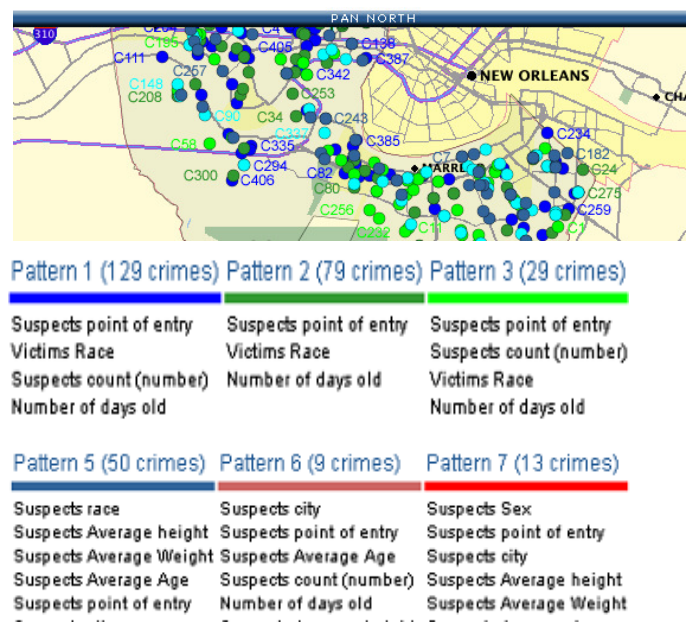 PAN NORTH
310
C4
C195
C405
C138
C111
C342
C387
C257
NEW ORLEANS
C148
C253
C208
C90
C34
C243
C337
C234
C58
C335
C385
C7
C182
C294
C82
MARRE
C24
C300
C406
C80
C275
C256
C259
C232
C11
C1
Pattern 1 (129 crimes) Pattern 2 (79 crimes) Pattern 3 (29 crimes)
Suspects point of entry Suspects point of entry Suspects point of entry
Victims Race Victims Race Suspects count (number)
Suspects count (number) Number of days old Victims Race
Number of days old Number of days old
Pattern 5 (50 crimes) Pattern 6 (9 crimes) Pattern 7 (13 crimes)
Suspects race Suspects city Suspects Sex
Suspects Average height Suspects point of entry Suspects point of entry
Suspects Average Weight Suspects Average Age Suspects city
Suspects Average Age Suspects count (number) Suspects Average height
Suspects point of entry Number of days old Suspects Average Weight